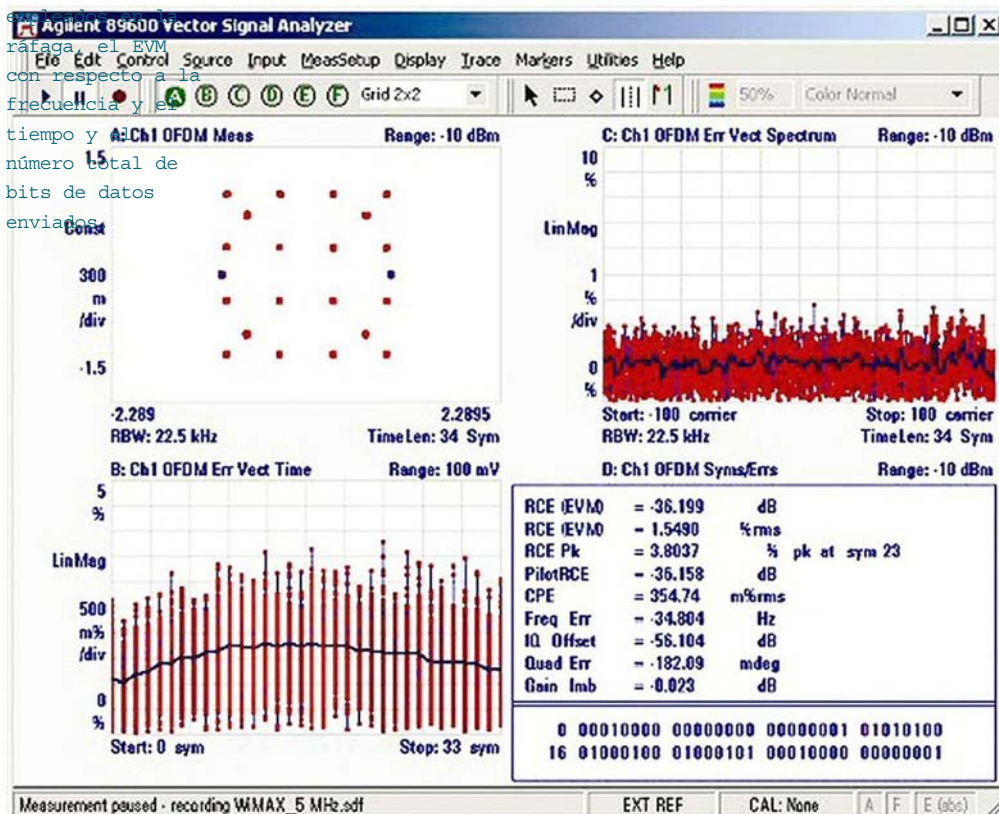 empleados en la
ráfaga, el EVM
con respecto a la
frecuencia y el
tiempo y el
número total de
bits de datos
enviados.
Agilent 89600 Vector Signal Analyzer
File Edit Control Source Input MeasSetup Display Trace Markers Utilities Help
A B C D E F Grid 2x2 50% Color Normal
A: Ch1 OFDM Meas Range: -10 dBm
1.5
Const
300
m
/div
-1.5
-2.289 2.2895
RBW: 22.5 kHz TimeLen: 34 Sym
C: Ch1 OFDM Err Vect Spectrum Range: -10 dBm
10
%
LinMag
1
%
/div
0
%
Start: -100 carrier Stop: 100 carrier
RBW: 22.5 kHz TimeLen: 34 Sym
B: Ch1 OFDM Err Vect Time Range: 100 mV
5
%
LinMag
500
m%
/div
0
%
Start: 0 sym Stop: 33 sym
D: Ch1 OFDM Syms/Errs Range: -10 dBm
RCE (EVM) = -36.199 dB
RCE (EVM) = 1.5490 %rms
RCE Pk = 3.8037 % pk at sym 23
PilotRCE = -36.158 dB
CPE = 354.74 m%rms
Freq Err = -34.804 Hz
IQ Offset = -56.104 dB
Quad Err = -182.09 mdeg
Gain Imb = -0.023 dB
0 00010000 00000000 00000001 01010100
16 01000100 01000101 00010000 00000001
Measurement paused - recording WiMAX_5 MHz.sdf EXT REF CAL: None A F E (abs)